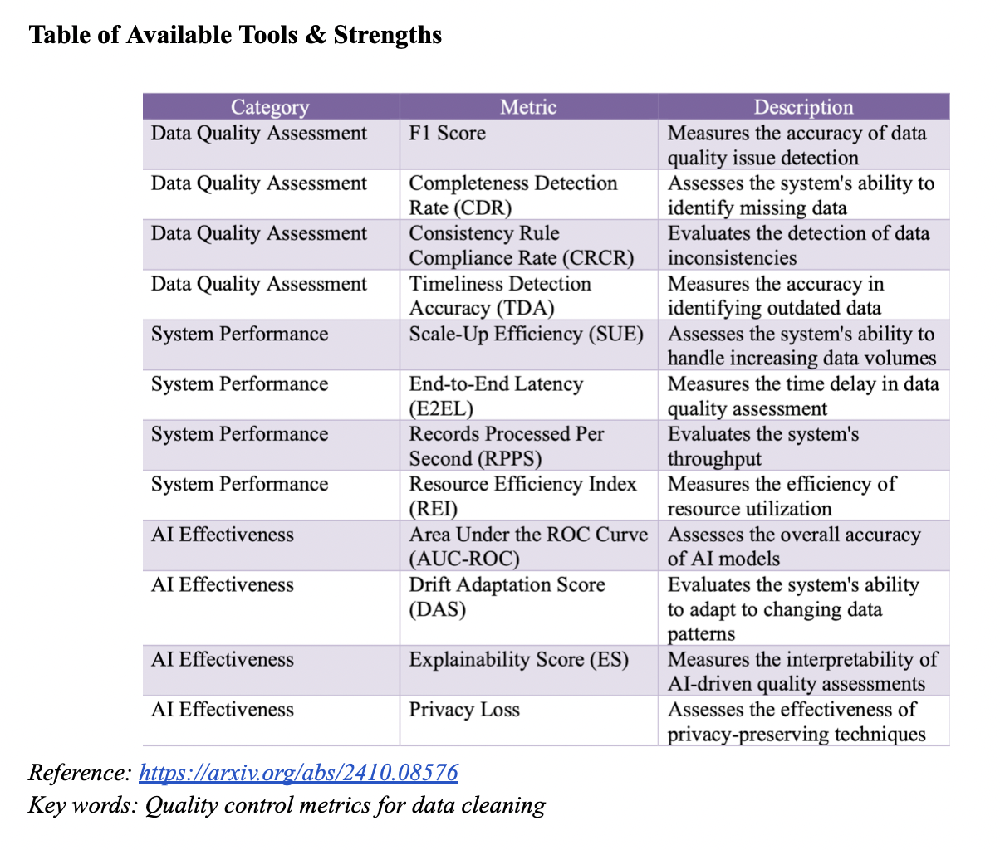 Table of Available Tools & Strengths
Category Metric Description
Data Quality Assessment F1 Score Measures the accuracy of data
quality issue detection
Data Quality Assessment Completeness Detection Assesses the system's ability to
Rate (CDR) identify missing data
Data Quality Assessment Consistency Rule Evaluates the detection of data
Compliance Rate (CRCR) inconsistencies
Data Quality Assessment Timeliness Detection Measures the accuracy in
Accuracy (TDA) identifying outdated data
System Performance Scale-Up Efficiency (SUE) Assesses the system's ability to
handle increasing data volumes
System Performance End-to-End Latency Measures the time delay in data
(E2EL) quality assessment
System Performance Records Processed Per Evaluates the system's
Second (RPPS) throughput
System Performance Resource Efficiency Index Measures the efficiency of
(REI) resource utilization
AI Effectiveness Area Under the ROC Curve Assesses the overall accuracy
(AUC-ROC) of AI models
AI Effectiveness Drift Adaptation Score Evaluates the system's ability
(DAS) to adapt to changing data
patterns
AI Effectiveness Explainability Score (ES) Measures the interpretability of
AI-driven quality assessments
AI Effectiveness Privacy Loss Assesses the effectiveness of
privacy-preserving techniques
Reference: https://arxiv.org/abs/2410.08576
Key words: Quality control metrics for data cleaning